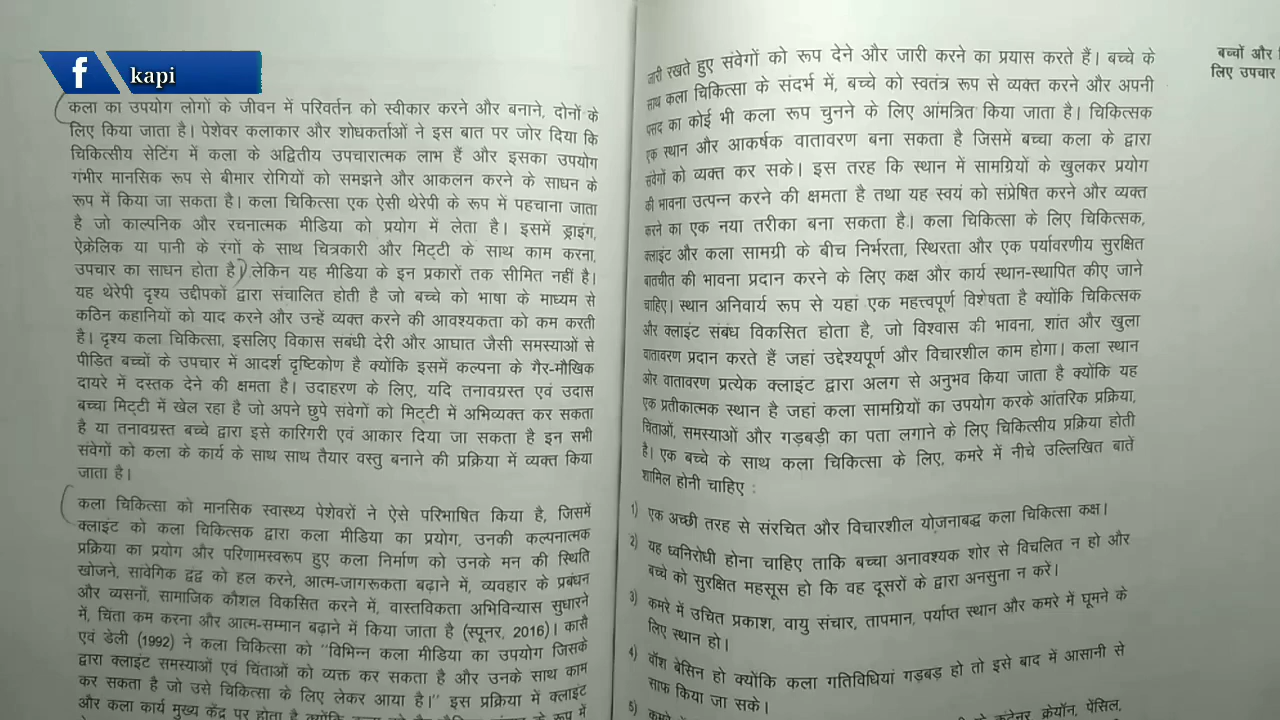 f kapi
कला का उपयोग लोगों के जीवन में परिवर्तन को स्वीकार करने और बनाने, दोनों के
लिए किया जाता है। पेशेवर कलाकार और शोधकर्ताओं ने इस बात पर जोर दिया कि
चिकित्सीय सेटिंग में कला के अद्वितीय उपचारात्मक लाभ हैं और इसका उपयोग
गंभीर मानसिक रूप से बीमार रोगियों को समझने और आकलन करने के साधन के
रूप में किया जा सकता है। कला चिकित्सा एक ऐसी थेरेपी के रूप में पहचाना जाता
है जो काल्पनिक और रचनात्मक मीडिया को प्रयोग में लेता है। इसमें ड्राइंग,
ऐक्रेलिक या पानी के रंगों के साथ चित्रकारी और मिट्टी के साथ काम करना,
उपचार का साधन होता है) लेकिन यह मीडिया के इन प्रकारों तक सीमित नहीं है।
यह थेरेपी दृश्य उद्दीपकों द्वारा संचालित होती है जो बच्चे को भाषा के माध्यम से
कठिन कहानियों को याद करने और उन्हें व्यक्त करने की आवश्यकता को कम करती
है। दृश्य कला चिकित्सा, इसलिए विकास संबंधी देरी और आघात जैसी समस्याओं से
पीडित बच्चों के उपचार में आदर्श दृष्टिकोण है क्योंकि इसमें कल्पना के गैर-मौखिक
दायरे में दस्तक देने की क्षमता है। उदाहरण के लिए, यदि तनावग्रस्त एवं उदास
बच्चा मिट्टी में खेल रहा है जो अपने छुपे संवेगों को मिट्टी में अभिव्यक्त कर सकता
है या तनावग्रस्त बच्चे द्वारा इसे कारिगरी एवं आकार दिया जा सकता है इन सभी
संवेगों को कला के कार्य के साथ साथ तैयार वस्तु बनाने की प्रक्रिया में व्यक्त किया
जाता है।
कला चिकित्सा को मानसिक स्वास्थ्य पेशेवरों ने ऐसे परिभाषित किया है, जिसमें
क्लाइंट को कला चिकित्सक द्वारा कला मीडिया का प्रयोग, उनकी कल्पनात्मक
प्रक्रिया का प्रयोग और परिणामस्वरूप हुए कला निर्माण को उनके मन की स्थिति
खोजने, सांवेगिक द्वंद्व को हल करने, आत्म-जागरूकता बढ़ाने में, व्यवहार के प्रबंधन
और व्यसनों, सामाजिक कौशल विकसित करने में, वास्तविकता अभिविन्यास सुधारने
में, चिंता कम करना और आत्म-सम्मान बढ़ाने में किया जाता है (स्पूनर, 2016)। कासै
एवं डेली (1992) ने कला चिकित्सा को "विभिन्न कला मीडिया का उपयोग जिसके
द्वारा क्लाइंट समस्याओं एवं चिंताओं को व्यक्त कर सकता है और उनके साथ काम
कर सकता है जो उसे चिकित्सा के लिए लेकर आया है।" इस प्रक्रिया में क्लाइंट
और कला कार्य मुख्य केंद्र पर होता है
जारी रखते हुए संवेगों को रूप देने और जारी करने का प्रयास करते हैं। बच्चे के
साथ कला चिकित्सा के संदर्भ में, बच्चे को स्वतंत्र रूप से व्यक्त करने और अपनी
पसद का कोई भी कला रूप चुनने के लिए आंमत्रित किया जाता है। चिकित्सक
एक स्थान और आकर्षक वातावरण बना सकता है जिसमें बच्चा कला के द्वारा
संवेगों को व्यक्त कर सके। इस तरह कि स्थान में सामग्रियों के खुलकर प्रयोग
की भावना उत्पन्न करने की क्षमता है तथा यह स्वयं को संप्रेषित करने और व्यक्त
करने का एक नया तरीका बना सकता है। कला चिकित्सा के लिए चिकित्सक,
क्लाइंट और कला सामग्री के बीच निर्भरता, स्थिरता और एक पर्यावरणीय सुरक्षित
बातचीत की भावना प्रदान करने के लिए कक्ष और कार्य स्थान-स्थापित कीए जाने
चाहिए। स्थान अनिवार्य रूप से यहां एक महत्त्वपूर्ण विशेषता है क्योंकि चिकित्सक
और क्लाइंट संबंध विकसित होता है, जो विश्वास की भावना, शांत और खुला
वातावरण प्रदान करते हैं जहां उद्देश्यपूर्ण और विचारशील काम होगा। कला स्थान
ओर वातावरण प्रत्येक क्लाइंट द्वारा अलग से अनुभव किया जाता है क्योंकि यह
एक प्रतीकात्मक स्थान है जहां कला सामग्रियों का उपयोग करके आंतरिक प्रक्रिया,
चिंताओं, समस्याओं और गड़बड़ी का पता लगाने के लिए चिकित्सीय प्रक्रिया होती
है। एक बच्चे के साथ कला चिकित्सा के लिए, कमरे में नीचे उल्लिखित बातें
शामिल होनी चाहिए :
1) एक अच्छी तरह से संरचित और विचारशील योजनाबद्ध कला चिकित्सा कक्ष।
2) यह ध्वनिरोधी होना चाहिए ताकि बच्चा अनावश्यक शोर से विचलित न हो और
बच्चे को सुरक्षित महसूस हो कि वह दूसरों के द्वारा अनसुना न करें।
3) कमरे में उचित प्रकाश, वायु संचार, तापमान, पर्याप्त स्थान और कमरे में घूमने के
लिए स्थान हो।
4) वॉश बेसिन हो क्योंकि कला गतिविधियां गड़बड़ हो तो इसे बाद में आसानी से
साफ किया जा सके।
5) कमरे कंटेनर, क्रेयॉन, पेंसिल,
बच्चों और
लिए उपचार